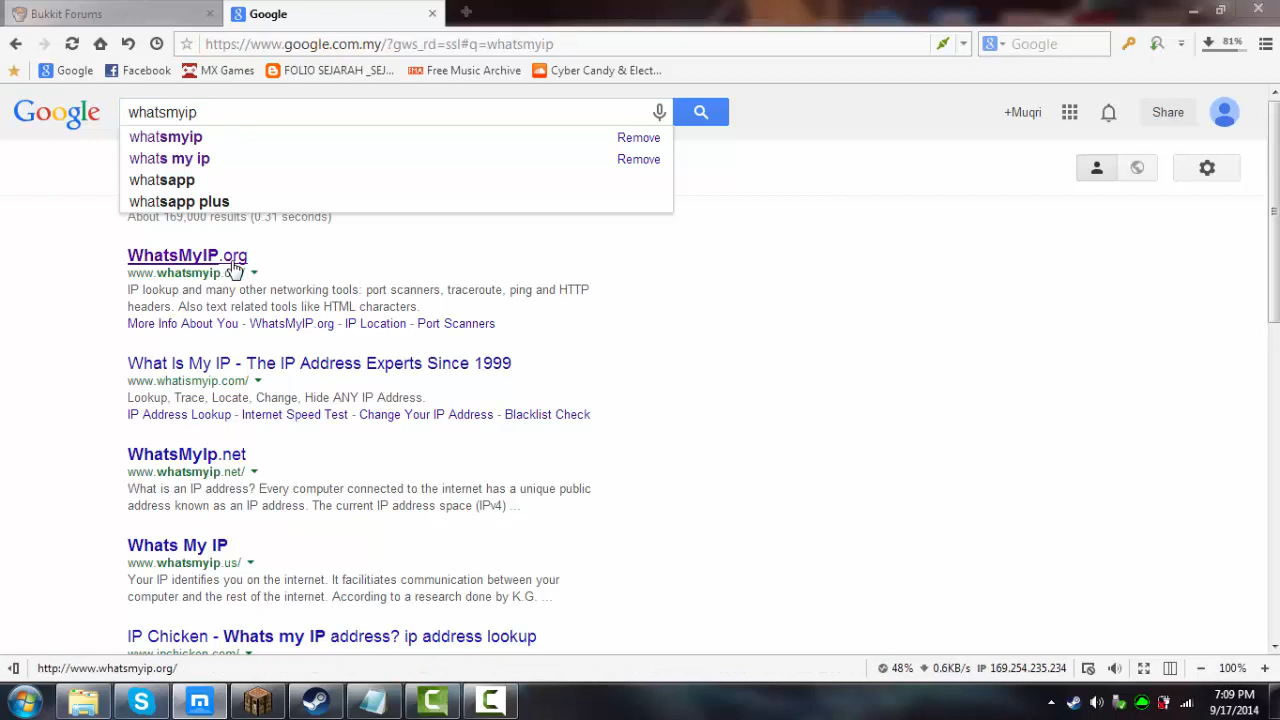 Bukkit Forums
Google
https://www.google.com.my/?gws_rd=ssl#q=whatsmyip
Google
81%
Google
Facebook
MX Games
FOLIO SEJARAH _SEJ...
Free Music Archive
Cyber Candy & Elect...
Google
whatsmyip
+Muqri
Share
whatsmyip
Remove
whats my ip
Remove
whatsapp
whatsapp plus
About 169,000 results (0.31 seconds)
WhatsMyIP.org
www.whatsmyip.
IP lookup and many other networking tools: port scanners, traceroute, ping and HTTP
headers. Also text related tools like HTML characters.
More Info About You - WhatsMyIP.org - IP Location - Port Scanners
What Is My IP - The IP Address Experts Since 1999
www.whatismyip.com/
Lookup, Trace, Locate, Change, Hide ANY IP Address.
IP Address Lookup - Internet Speed Test - Change Your IP Address - Blacklist Check
WhatsMyIp.net
www.whatsmyip.net/
What is an IP address? Every computer connected to the internet has a unique public
address known as an IP address. The current IP address space (IPv4) ...
Whats My IP
www.whatsmyip.us/
Your IP identifies you on the internet. It facilitiates communication between your
computer and the rest of the internet. According to a research done by K.G. ...
IP Chicken - Whats my IP address? ip address lookup
www.ipchicken.com/
http://www.whatsmyip.org/
48%
0.6KB/s
IP 169.254.235.234
100%
7:09 PM
9/17/2014